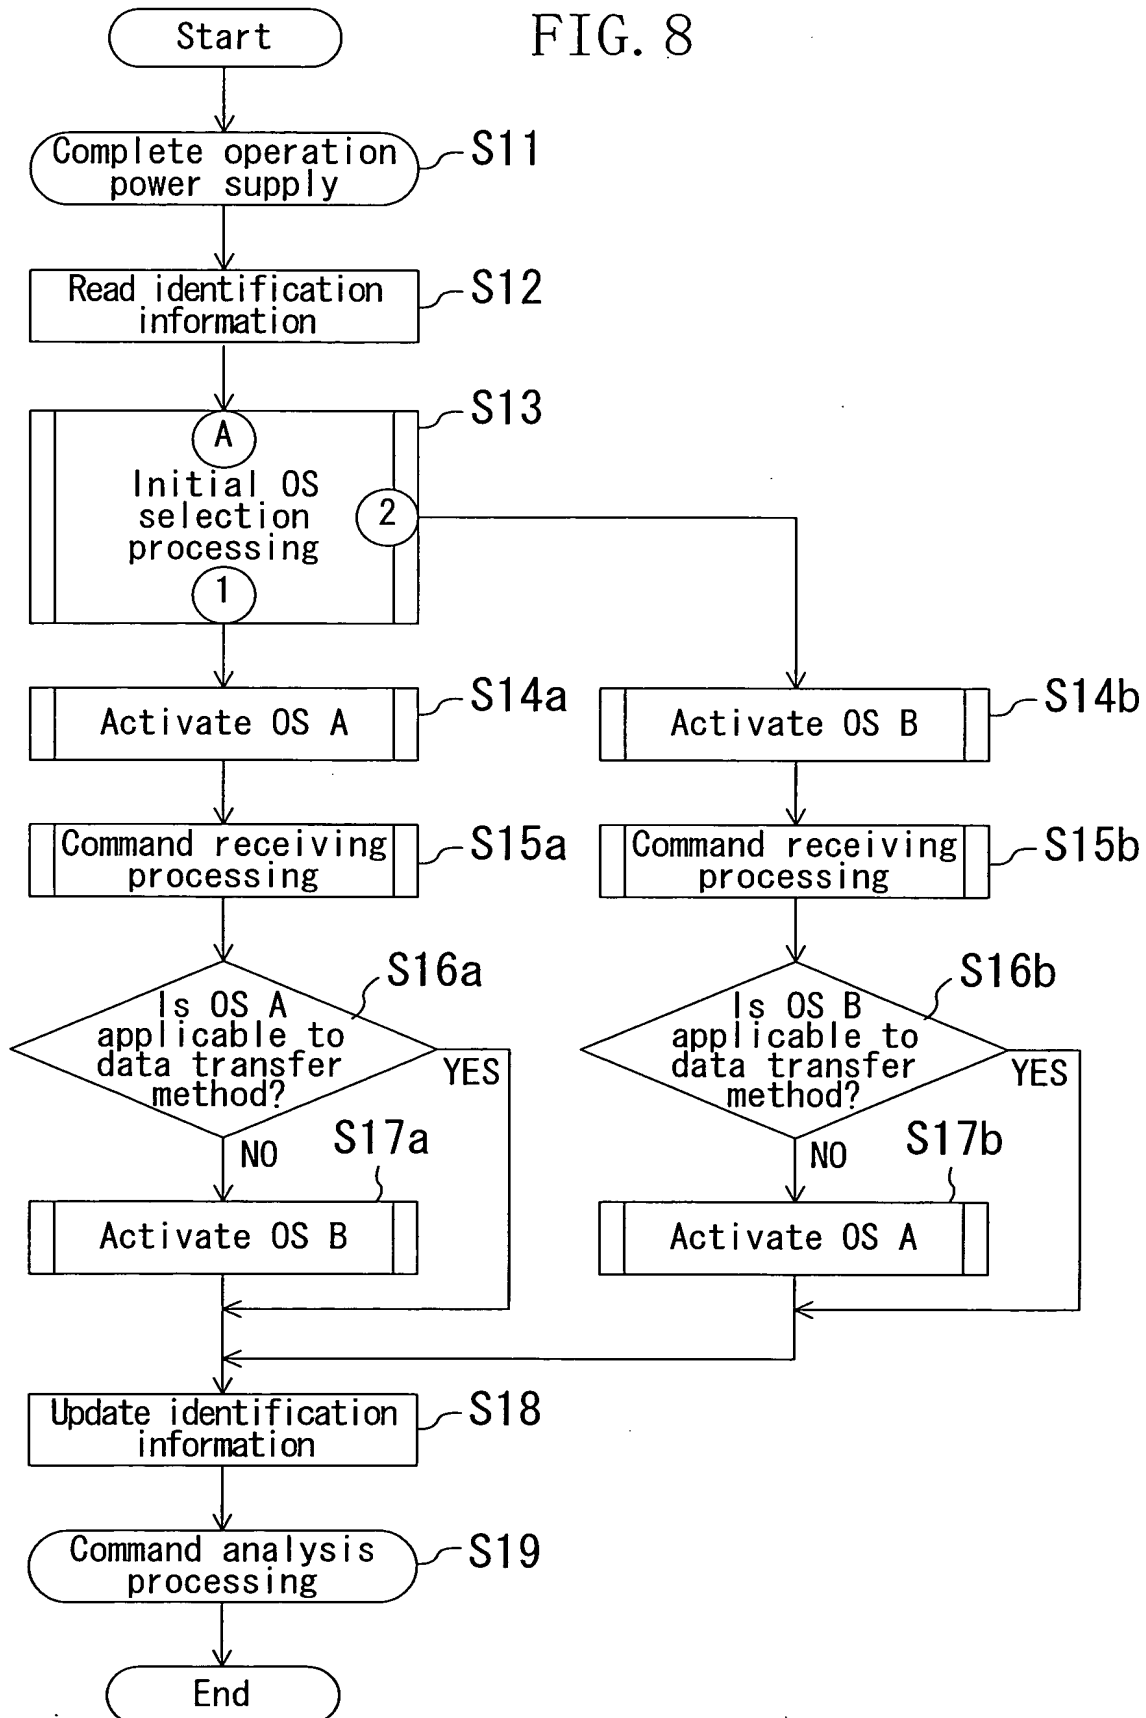 FIG. 8
Start
Complete operation
power supply
S11
Read identification
information
S12
S13
A
Initial OS
selection
processing
2
1
Activate OS A
S14a
Activate OS B
S14b
Command receiving
processing
S15a
Command receiving
processing
S15b
S16a
Is OS A
applicable to
data transfer
method?
YES
NO
S16b
Is OS B
applicable to
data transfer
method?
YES
NO
S17a
Activate OS B
S17b
Activate OS A
Update identification
information
S18
Command analysis
processing
S19
End